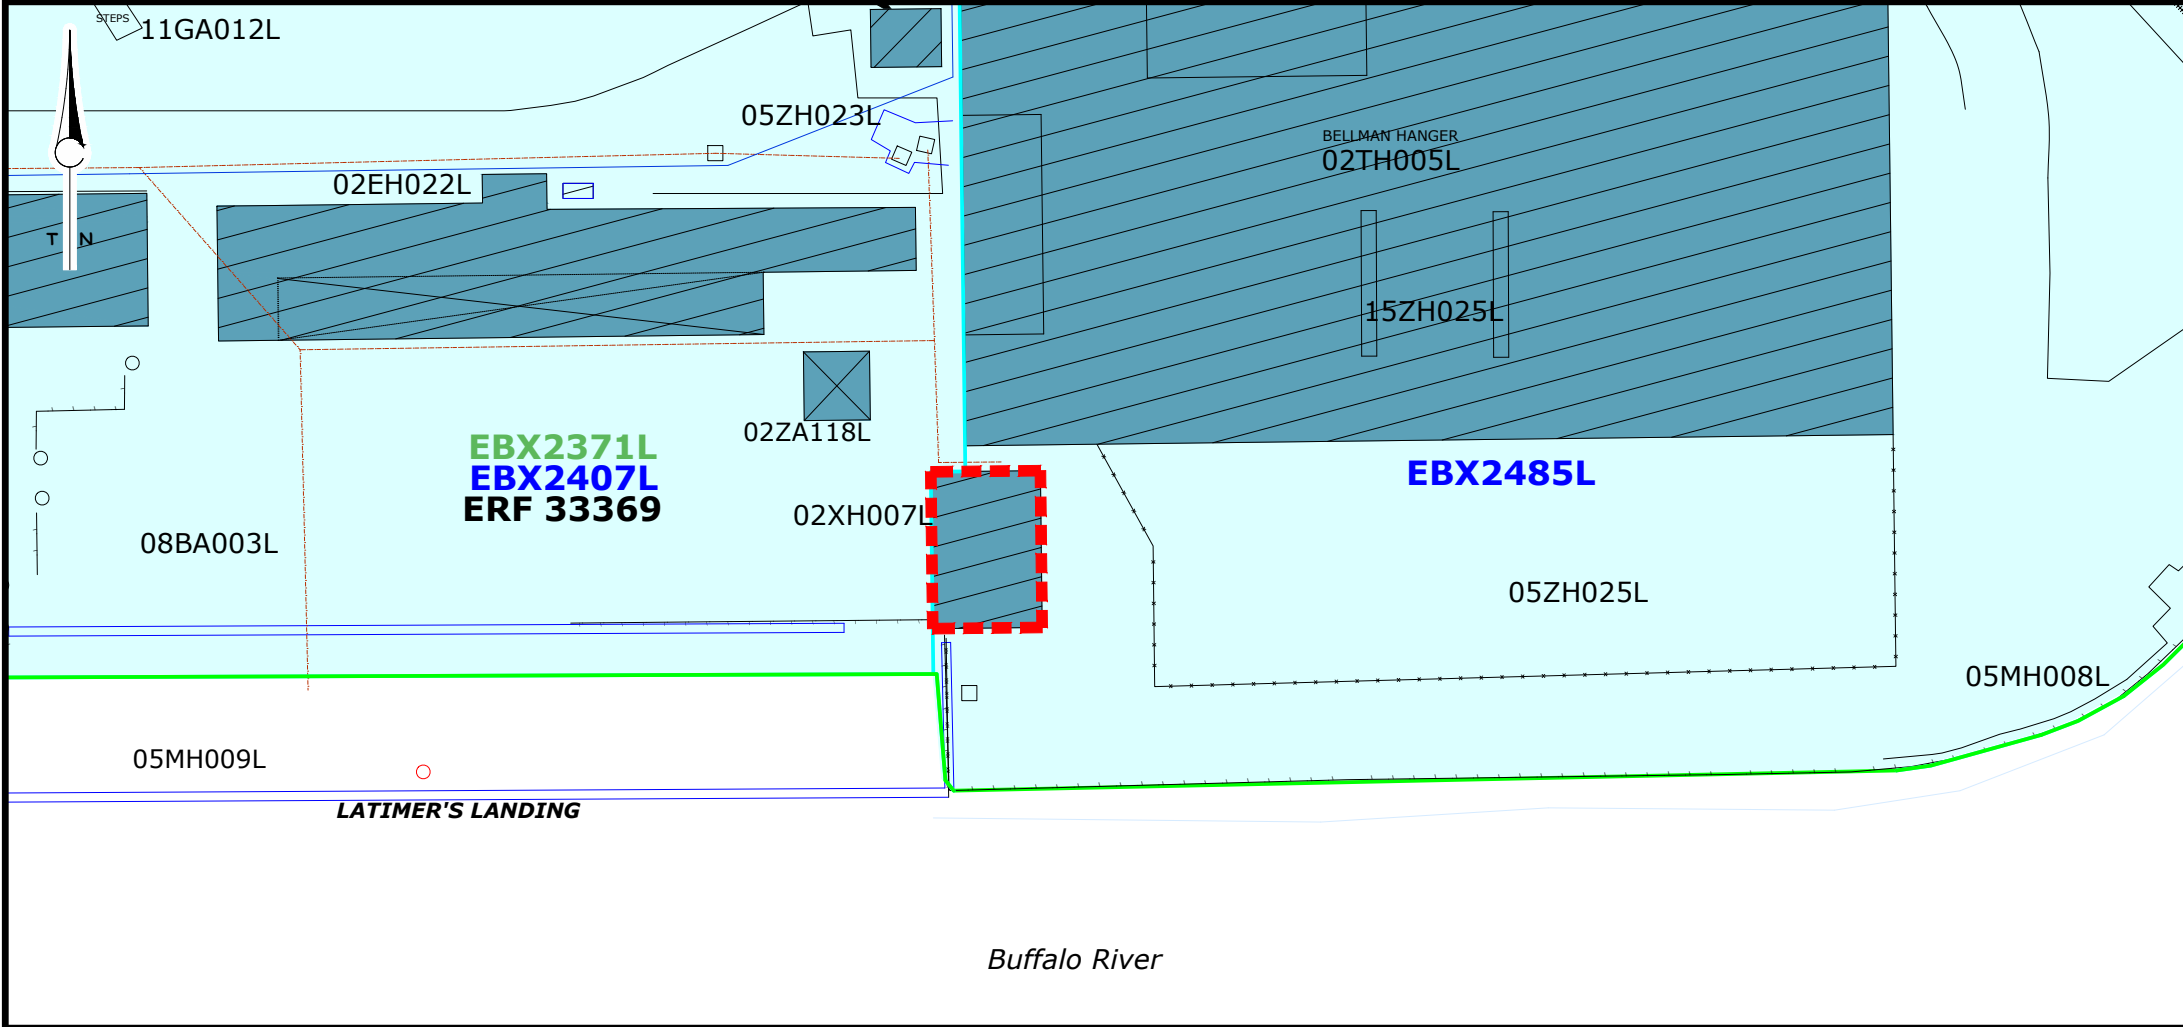 STEPS
11GA012L
05ZH023L
BELLMAN HANGER
02TH005L
02EH022L
T N
15ZH025L
02ZA118L
EBX2371L
EBX2407L
ERF 33369
EBX2485L
02XH007L
08BA003L
05ZH025L
05MH008L
05MH009L
LATIMER'S LANDING
Buffalo River